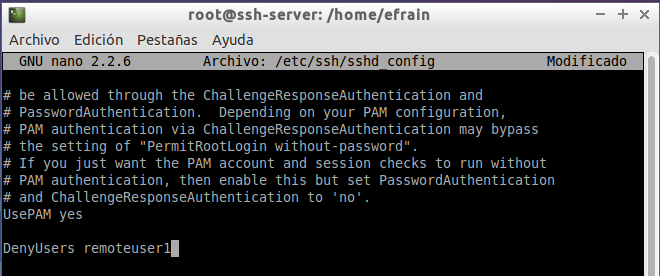 root@ssh-server: /home/efrain
Archivo Edición Pestañas Ayuda
GNU nano 2.2.6 Archivo: /etc/ssh/sshd_config Modificado
# be allowed through the ChallengeResponseAuthentication and
# PasswordAuthentication.  Depending on your PAM configuration,
# PAM authentication via ChallengeResponseAuthentication may bypass
# the setting of "PermitRootLogin without-password".
# If you just want the PAM account and session checks to run without
# PAM authentication, then enable this but set PasswordAuthentication
# and ChallengeResponseAuthentication to 'no'.
UsePAM yes
DenyUsers remoteuser1